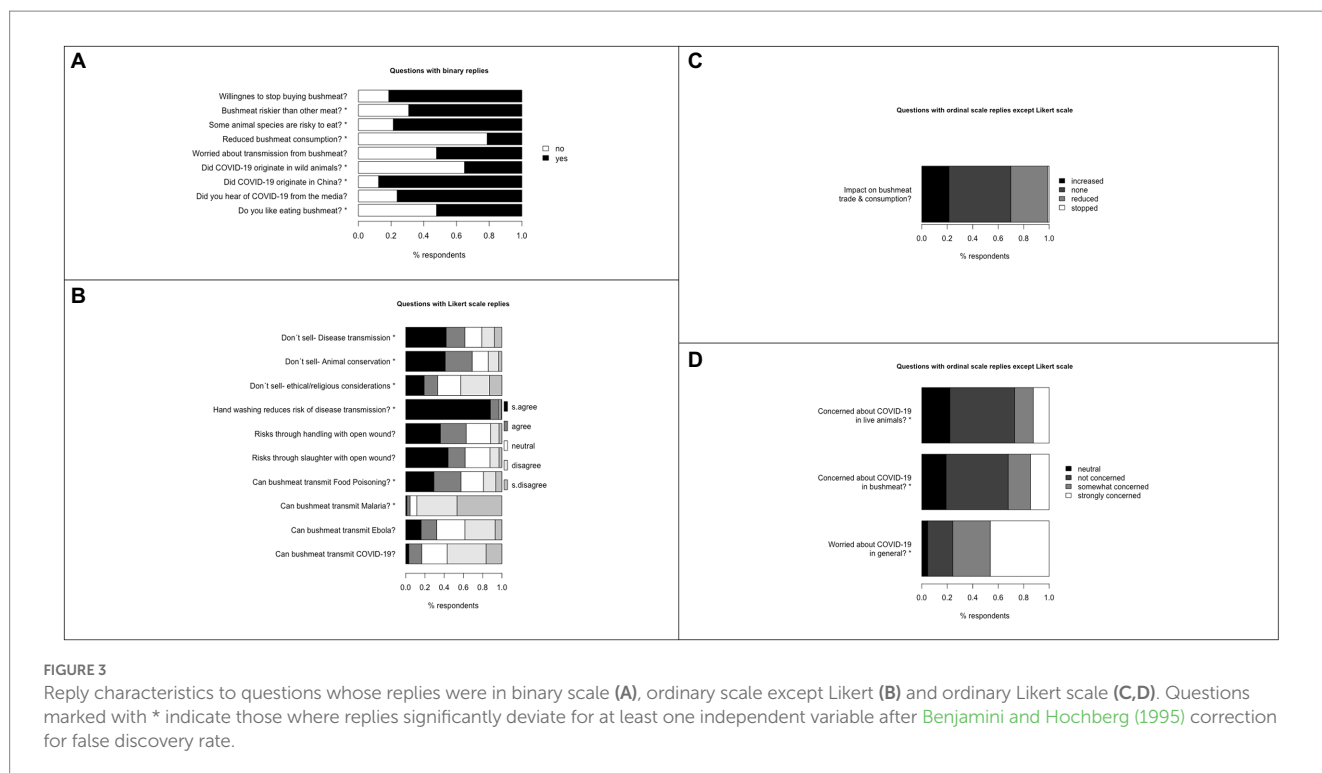 A
Questions with binary replies
Willingnes to stop buying bushmeat?
Bushmeat riskier than other meat? *
Some animal species are risky to eat? *
Reduced bushmeat consumption? *
Worried about transmission from bushmeat?
Did COVID-19 originate in wild animals? *
Did COVID-19 originate in China? *
Did you hear of COVID-19 from the media?
Do you like eating bushmeat? *
no
yes
0.0 0.2 0.4 0.6 0.8 1.0
% respondents
B
Questions with Likert scale replies
Don´t sell- Disease transmission *
Don´t sell- Animal conservation *
Don´t sell- ethical/religious considerations *
Hand washing reduces risk of disease transmission? *
Risks through handling with open wound?
Risks through slaughter with open wound?
Can bushmeat transmit Food Poisoning? *
Can bushmeat transmit Malaria? *
Can bushmeat transmit Ebola?
Can bushmeat transmit COVID-19?
s.agree
agree
neutral
disagree
s.disagree
0.0 0.2 0.4 0.6 0.8 1.0
% respondents
C
Questions with ordinal scale replies except Likert scale
Impact on bushmeat
trade & consumption?
increased
none
reduced
stopped
0.0 0.2 0.4 0.6 0.8 1.0
% respondents
D
Questions with ordinal scale replies except Likert scale
Concerned about COVID-19
in live animals? *
Concerned about COVID-19
in bushmeat? *
Worried about COVID-19
in general? *
neutral
not concerned
somewhat concerned
strongly concerned
0.0 0.2 0.4 0.6 0.8 1.0
% respondents
FIGURE 3
Reply characteristics to questions whose replies were in binary scale (A), ordinary scale except Likert (B) and ordinary Likert scale (C,D). Questions
marked with * indicate those where replies significantly deviate for at least one independent variable after Benjamini and Hochberg (1995) correction
for false discovery rate.